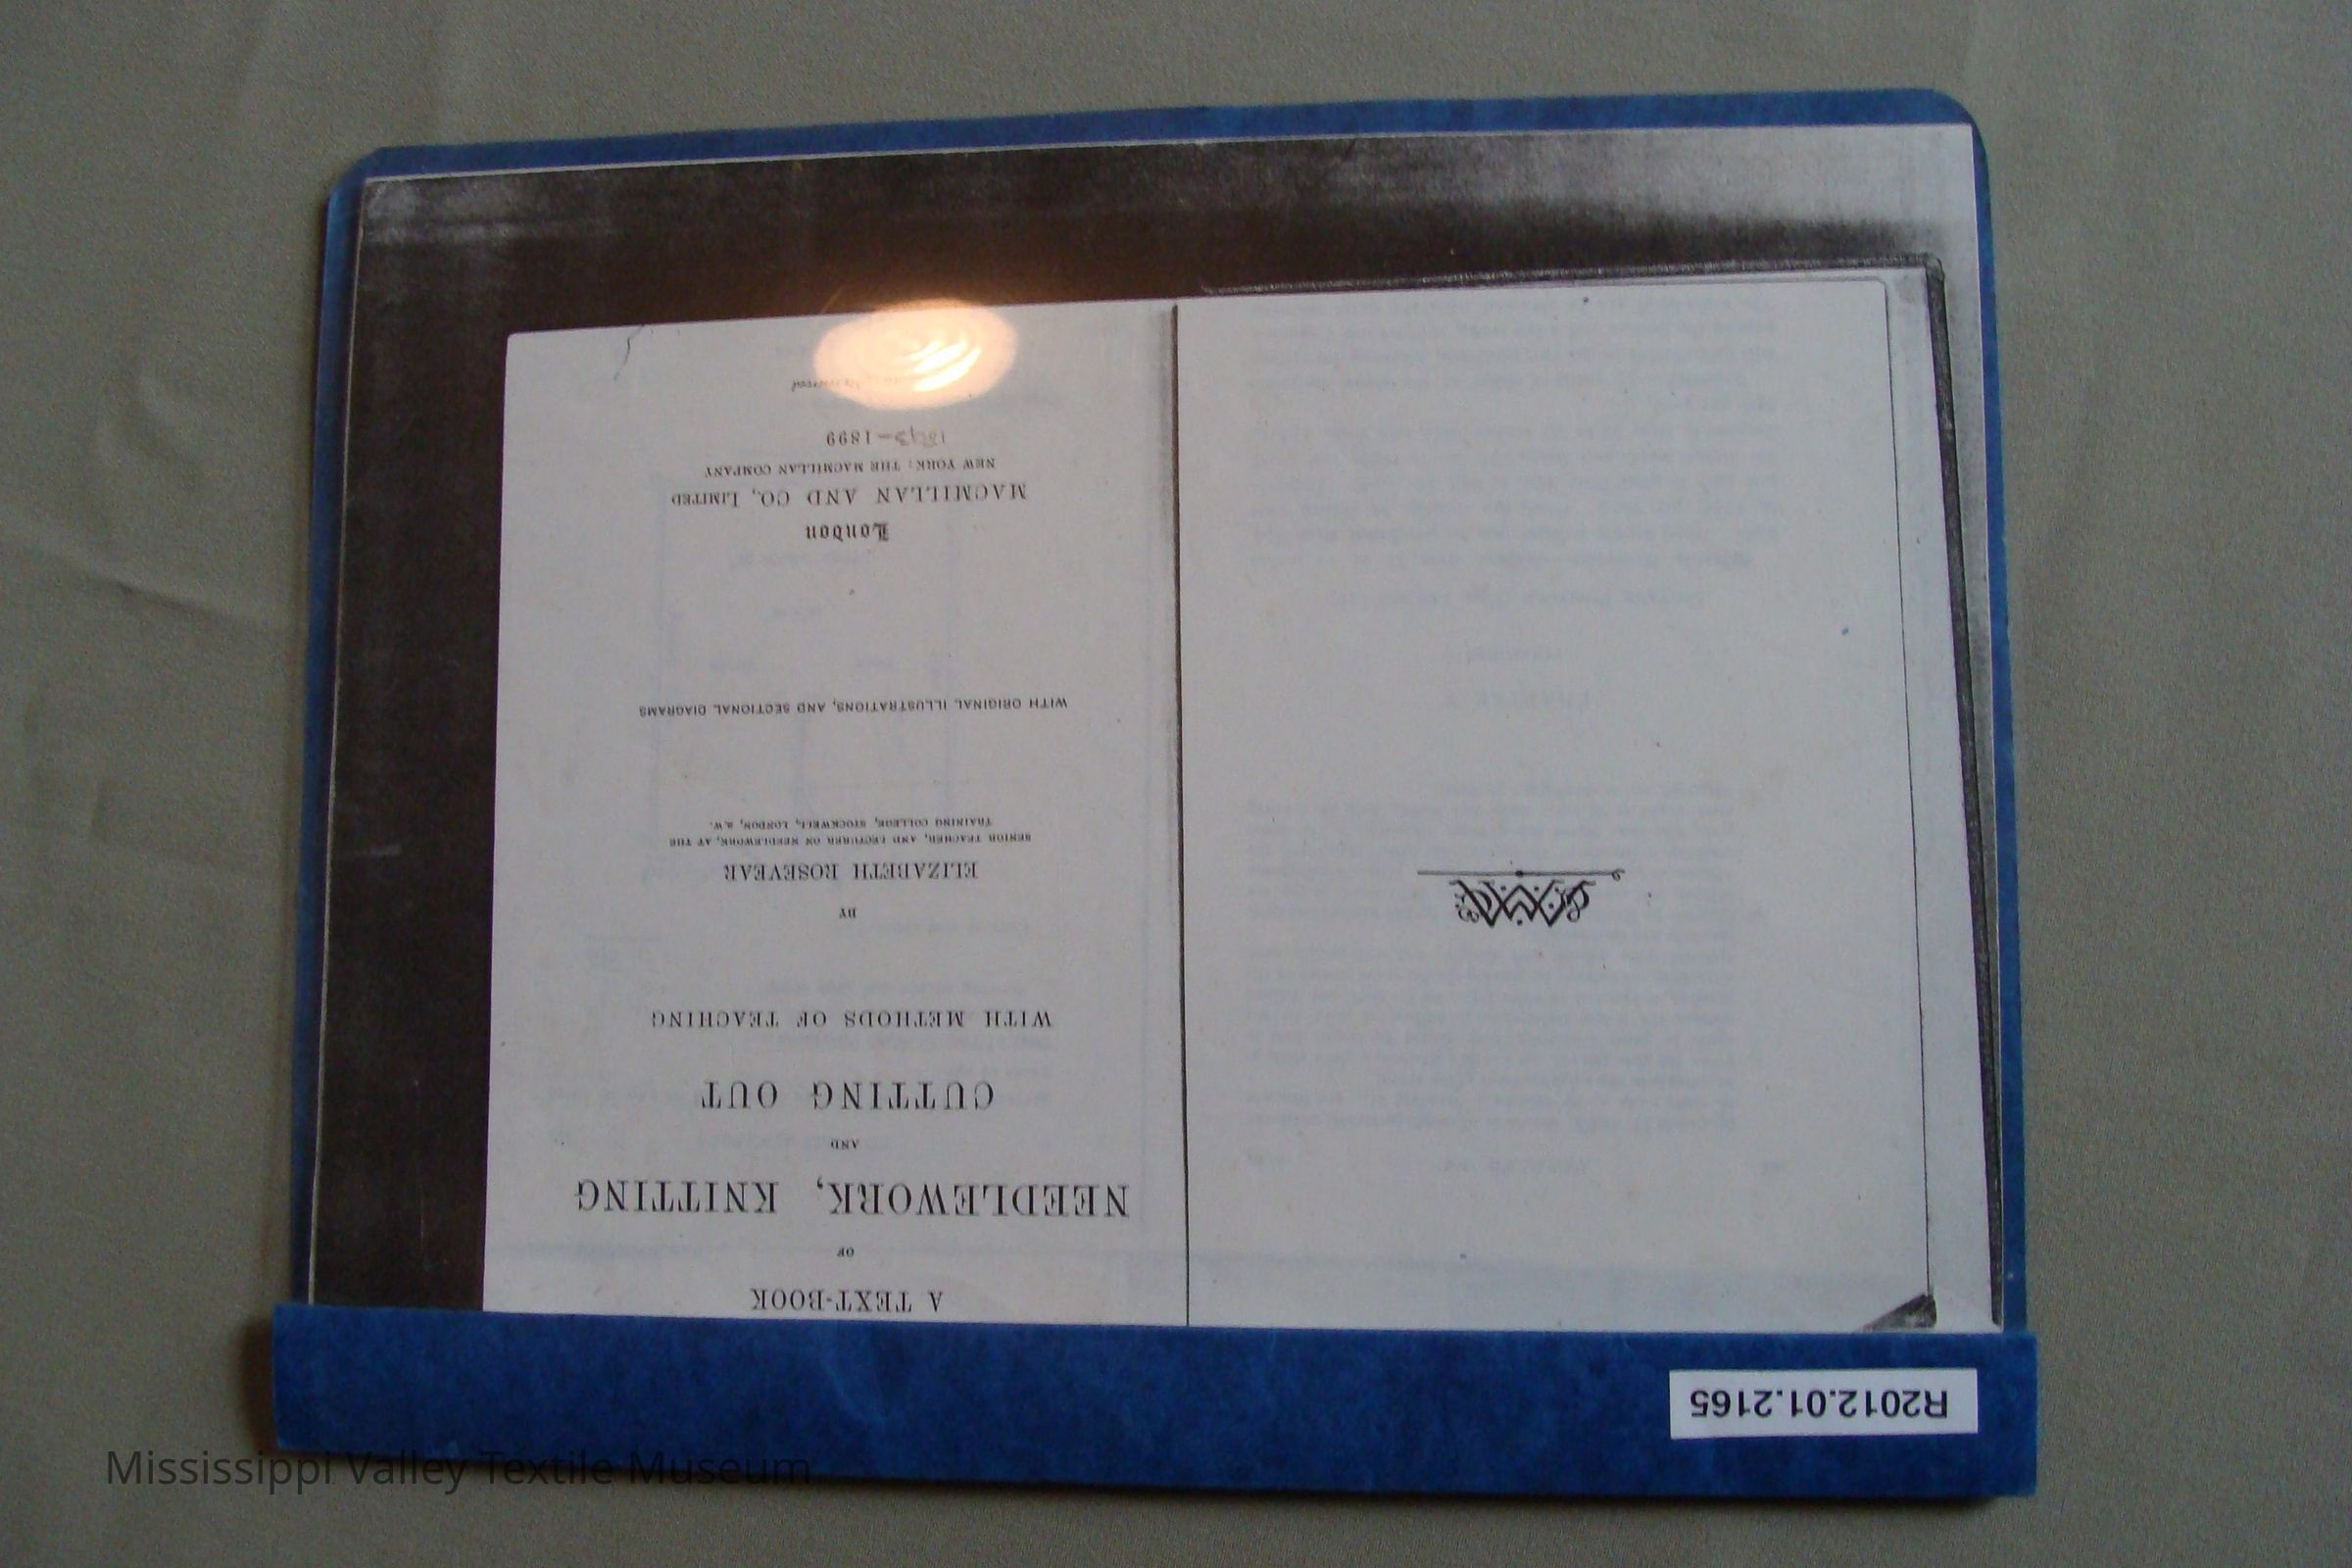 R2012.01.2165
A TEXT-BOOK
OF
NEEDLEWORK, KNITTING
AND
CUTTING OUT
WITH METHODS OF TEACHING
BY
ELIZABETH ROSEVEAR
SENIOR TEACHER, AND LECTURER ON NEEDLEWORK, AT THE
TRAINING COLLEGE, STOCKWELL, LONDON, S.W.
WITH ORIGINAL ILLUSTRATIONS, AND SECTIONAL DIAGRAMS
London
MACMILLAN AND CO., LIMITED
NEW YORK: THE MACMILLAN COMPANY
1893-1899
Mississippi Valley Textile Museum